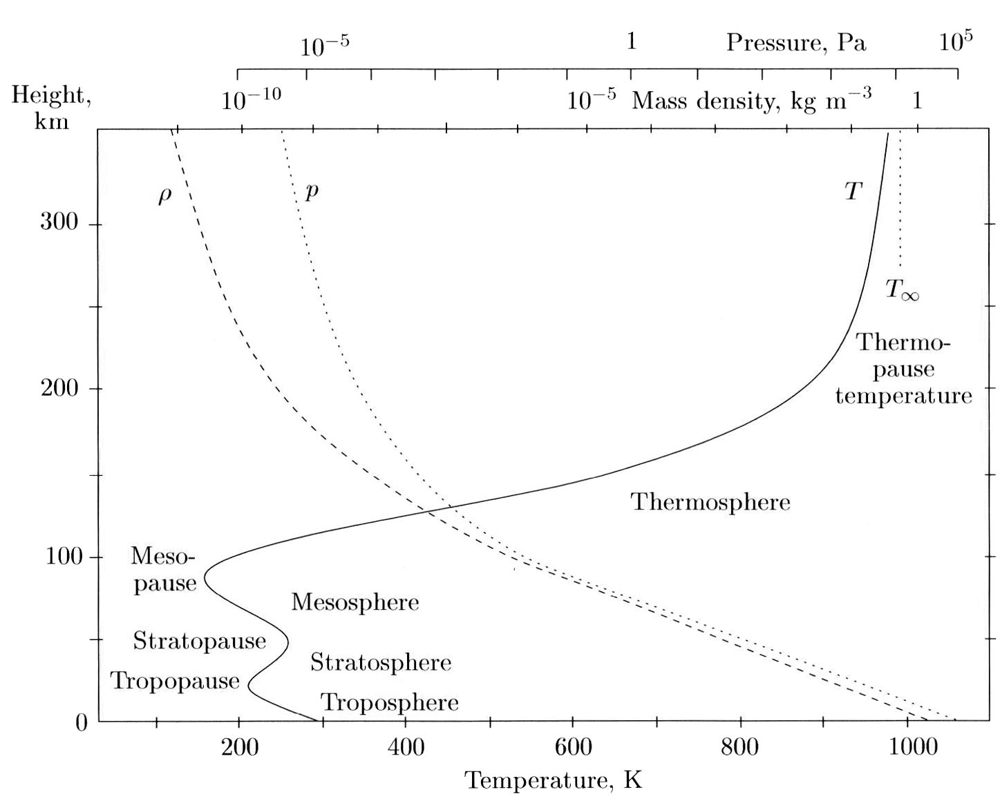 10⁻⁵ 1 Pressure, Pa 10⁵
Height,
km
10⁻¹⁰ 10⁻⁵ Mass density, kg m⁻³ 1
ρ p T
300
T∞
Thermo-
pause
temperature
200
Thermosphere
100
Meso-
pause
Mesosphere
Stratopause
Stratosphere
Tropopause
Troposphere
0
200 400 600 800 1000
Temperature, K